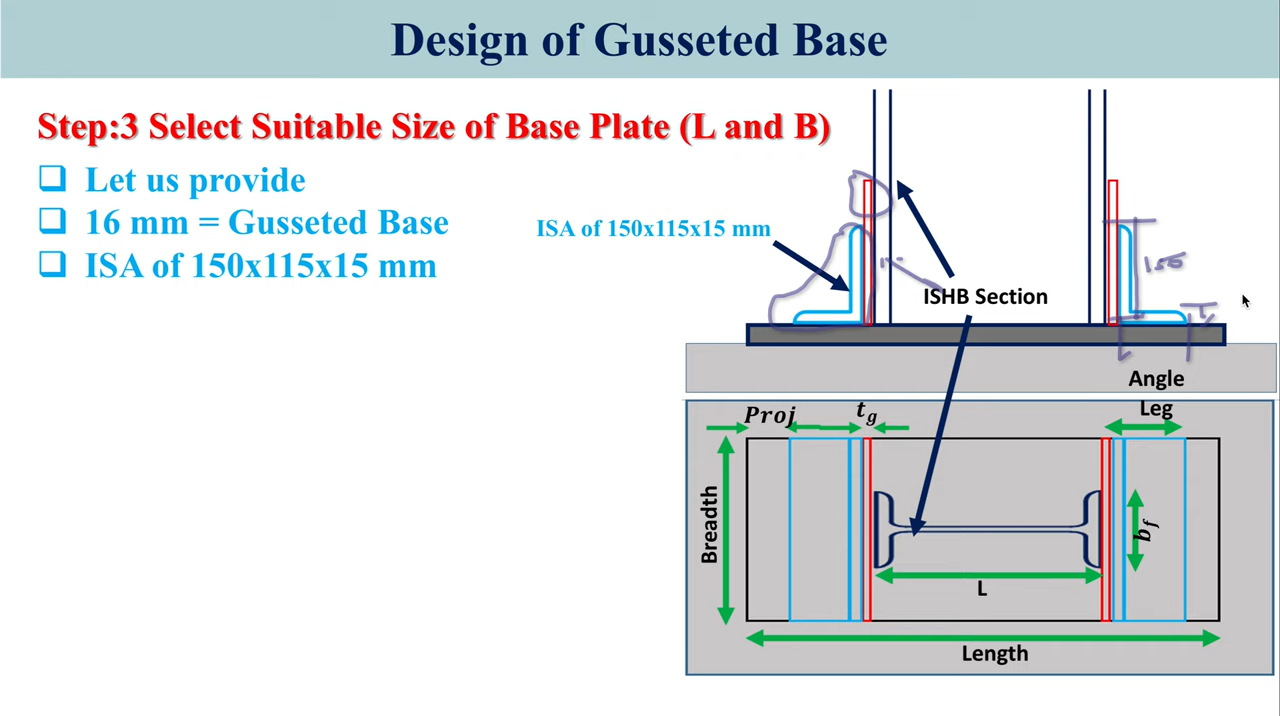 Design of Gusseted Base
Step:3 Select Suitable Size of Base Plate (L and B)
❑ Let us provide
❑ 16 mm = Gusseted Base
❑ ISA of 150x115x15 mm
ISA of 150x115x15 mm
ISHB Section
Angle
Leg
Proj
t_g
Breadth
b_f
L
Length